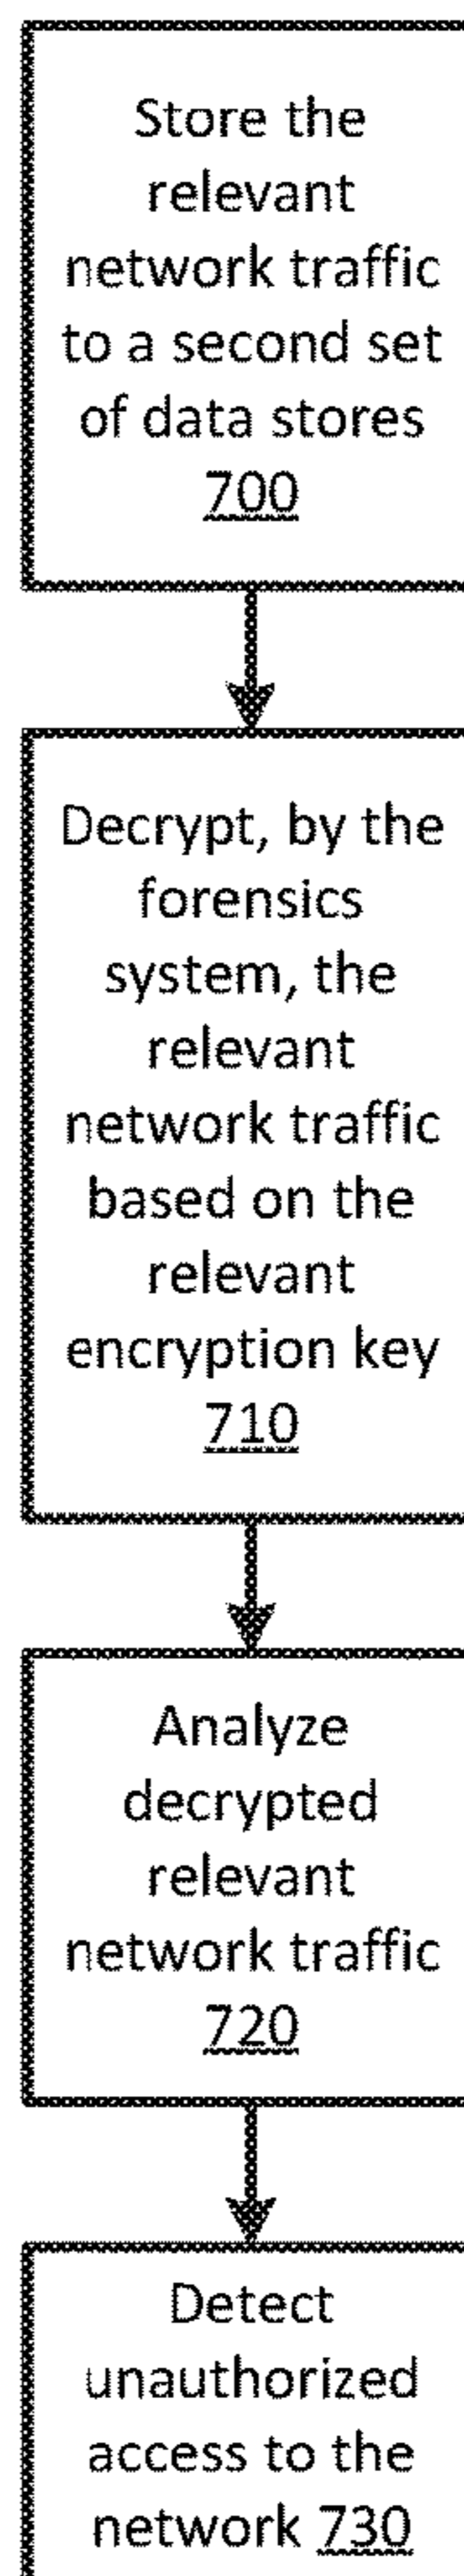 Store the
relevant
network traffic
to a second set
of data stores
700
Decrypt, by the
forensics
system, the
relevant
network traffic
based on the
relevant
encryption key
710
Analyze
decrypted
relevant
network traffic
720
Detect
unauthorized
access to the
network 730